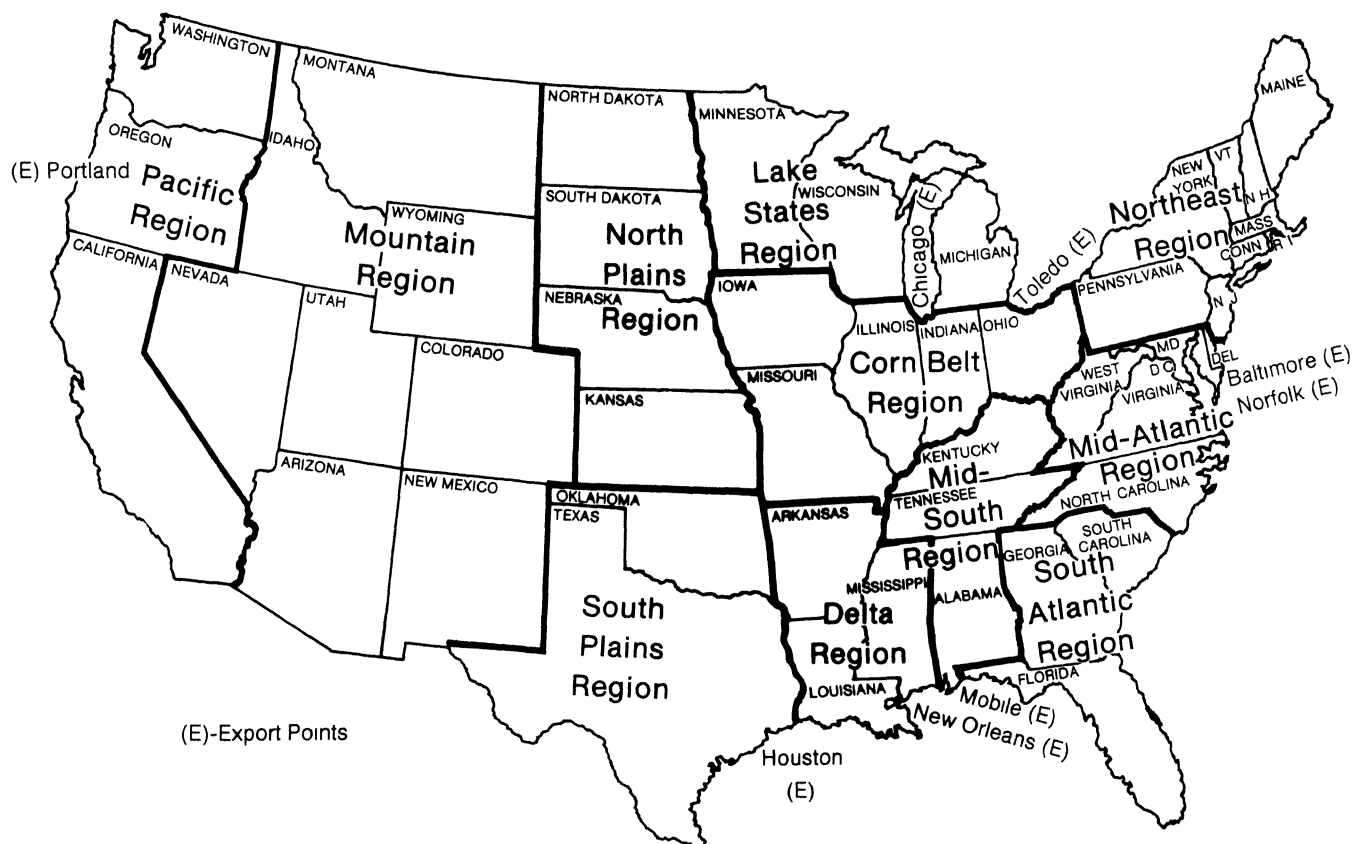 WASHINGTON
MONTANA
NORTH DAKOTA
MINNESOTA
MAINE
OREGON
IDAHO
(E) Portland
Pacific
Region
WYOMING
Mountain
Region
SOUTH DAKOTA
North
Plains
Region
NEBRASKA
Lake
States
Region
WISCONSIN
MICHIGAN
Chicago (E)
Toledo (E)
NEW
YORK
VT
N H
MASS
CONN
R I
Northeast
Region
PENNSYLVANIA
N
CALIFORNIA
NEVADA
UTAH
COLORADO
KANSAS
IOWA
MISSOURI
ILLINOIS
INDIANA
OHIO
Corn Belt
Region
WEST
VIRGINIA
MD
D C
DEL
VIRGINIA
Baltimore (E)
Norfolk (E)
Mid-Atlantic
Region
NORTH CAROLINA
KENTUCKY
TENNESSEE
Mid-
South
Region
ARIZONA
NEW MEXICO
OKLAHOMA
TEXAS
South
Plains
Region
ARKANSAS
MISSISSIPPI
ALABAMA
Delta
Region
LOUISIANA
GEORGIA
SOUTH
CAROLINA
South
Atlantic
Region
FLORIDA
Mobile (E)
New Orleans (E)
Houston
(E)
(E)-Export Points